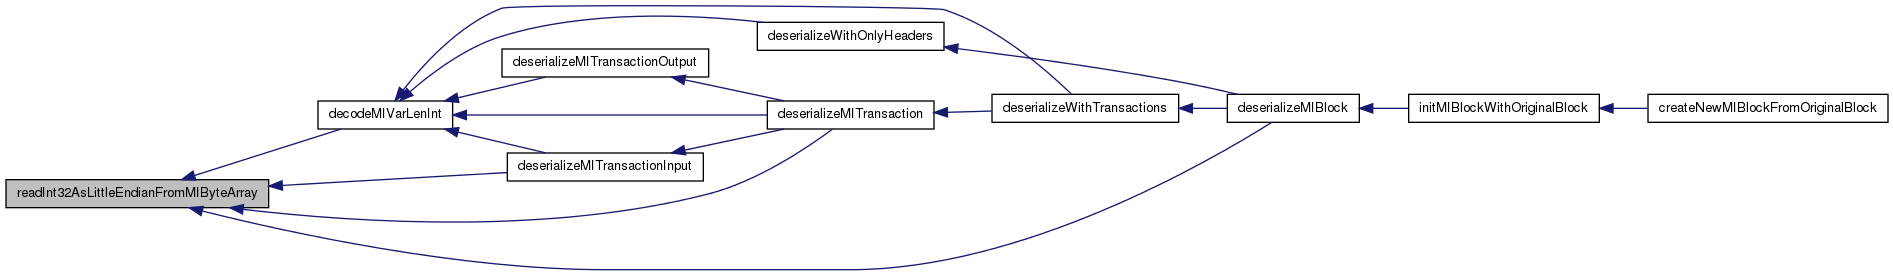 deserializeWithOnlyHeaders
deserializeMITransactionOutput
decodeMIVarLenInt
deserializeMITransaction
deserializeWithTransactions
deserializeMIBlock
initMIBlockWithOriginalBlock
createNewMIBlockFromOriginalBlock
deserializeMITransactionInput
readInt32AsLittleEndianFromMIByteArray